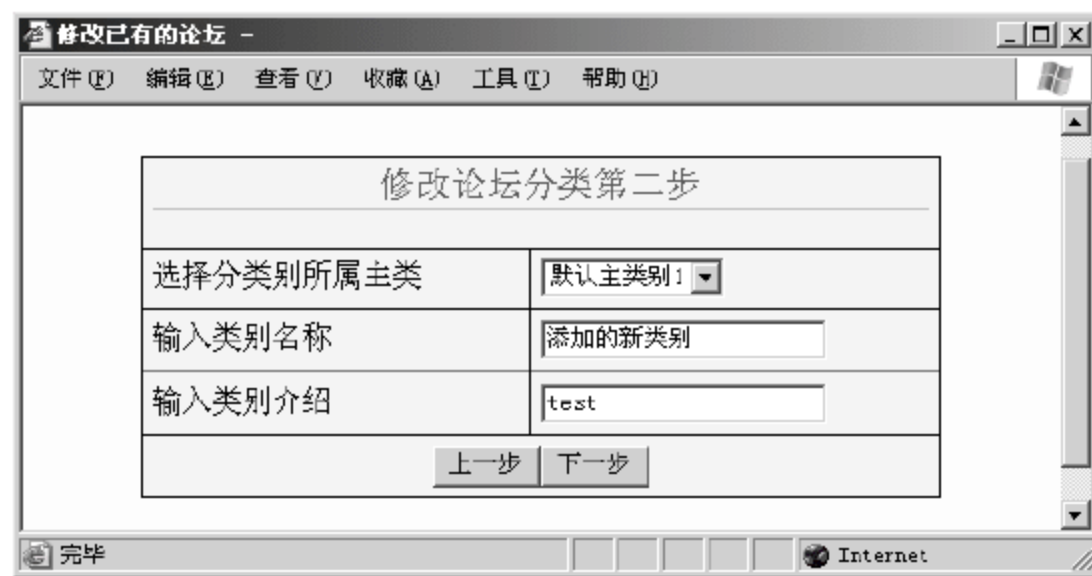 修改已有的论坛 -
文件(F) 编辑(E) 查看(V) 收藏(A) 工具(T) 帮助(H)
修改论坛分类第二步
选择分类别所属主类 默认主类别1
输入类别名称 添加的新类别
输入类别介绍 test
上一步 下一步
完毕 Internet